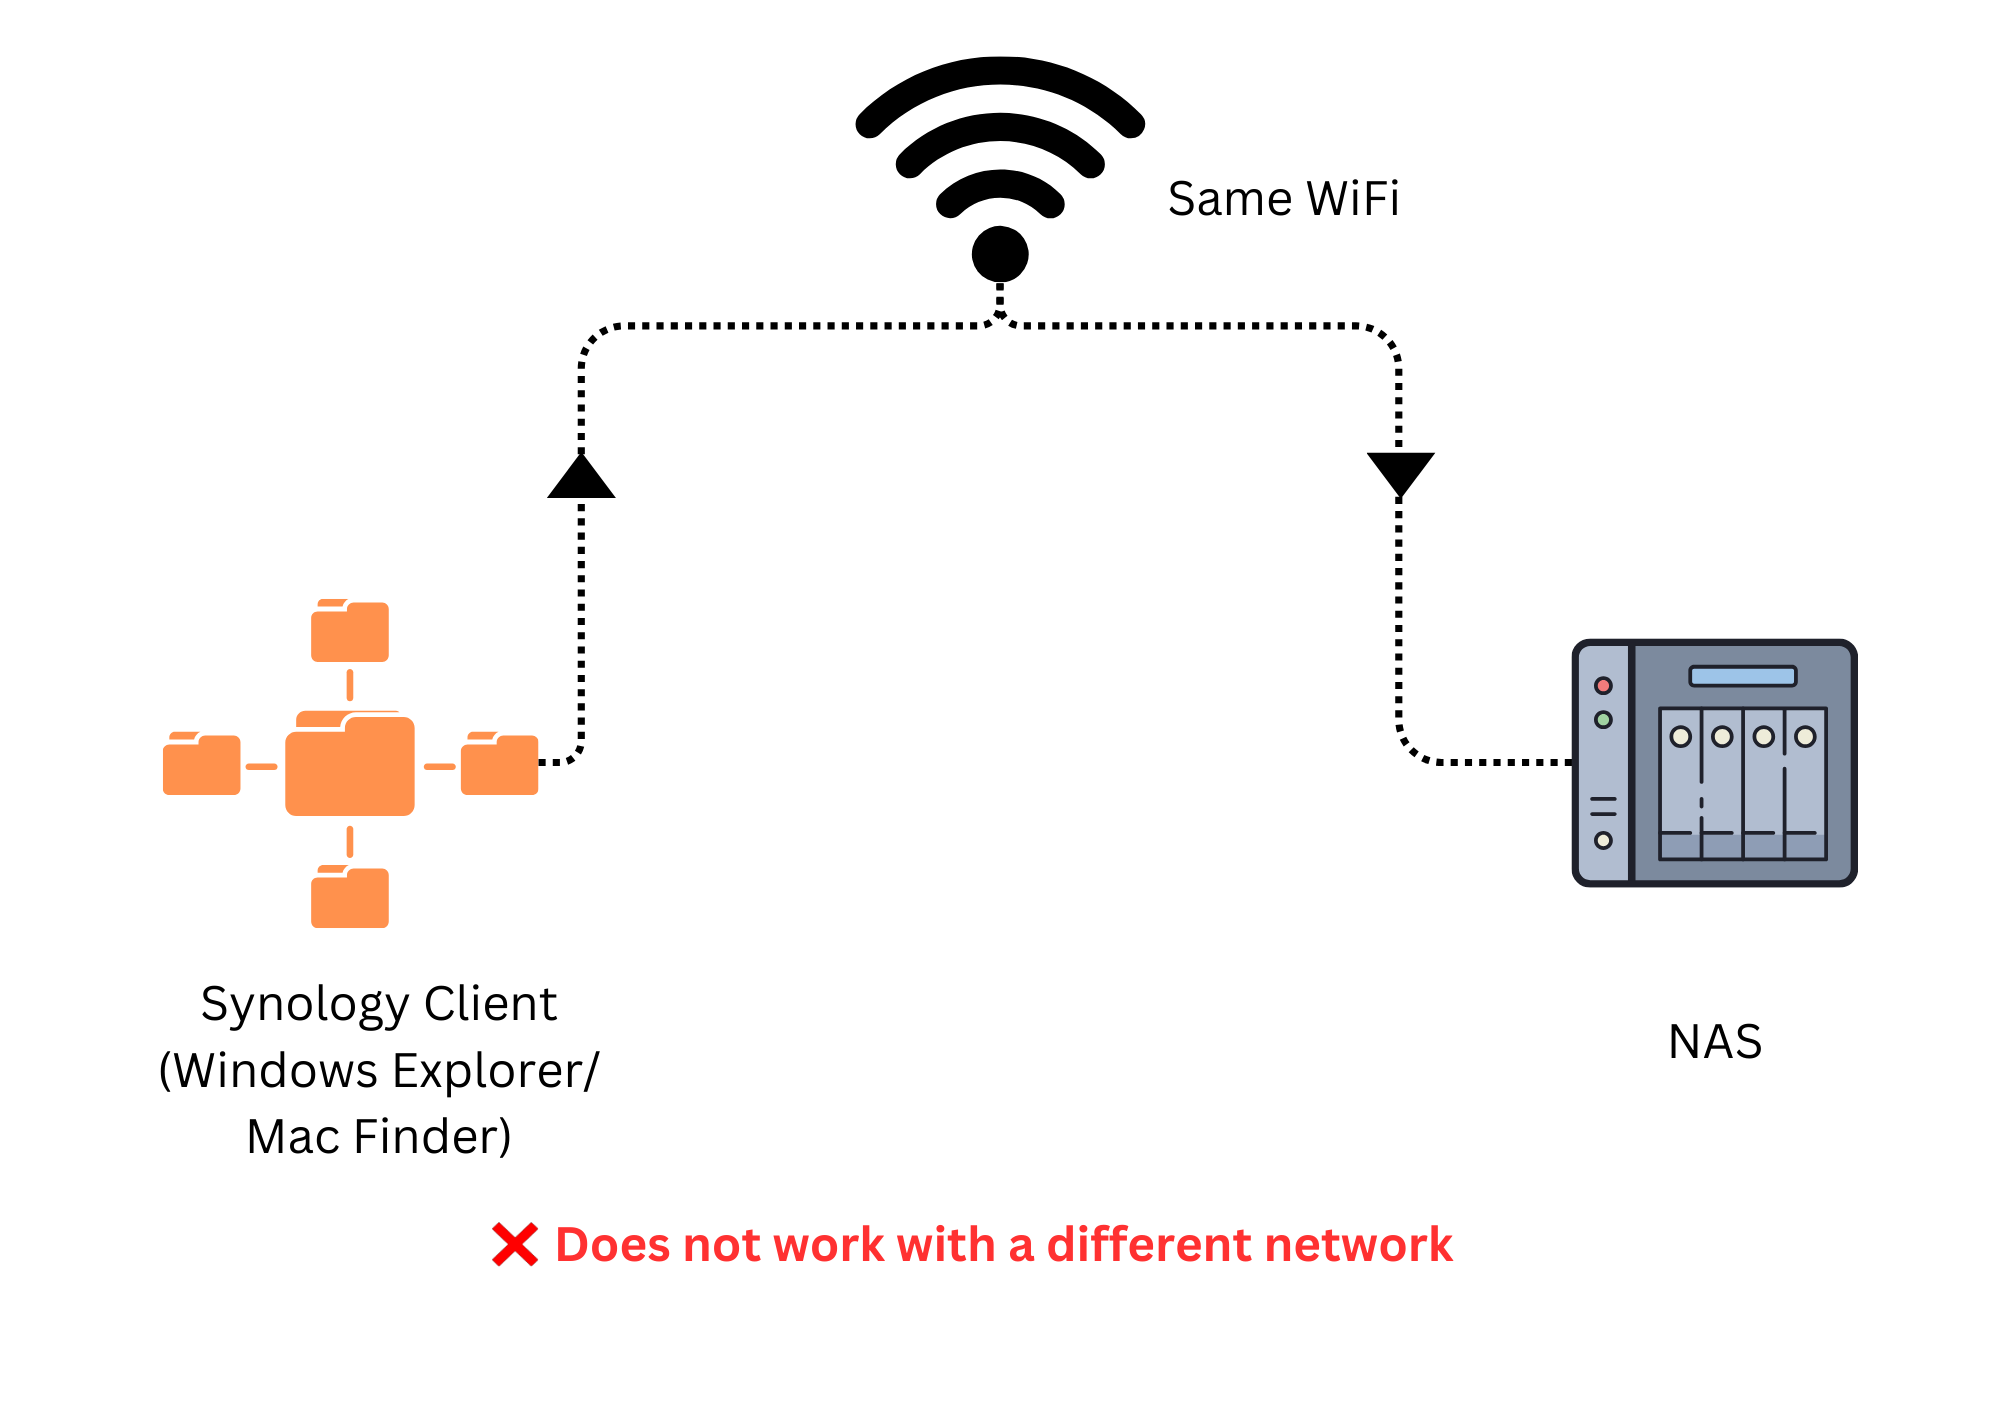 Same WiFi
Synology Client
(Windows Explorer/
Mac Finder)
NAS
❌ Does not work with a different network